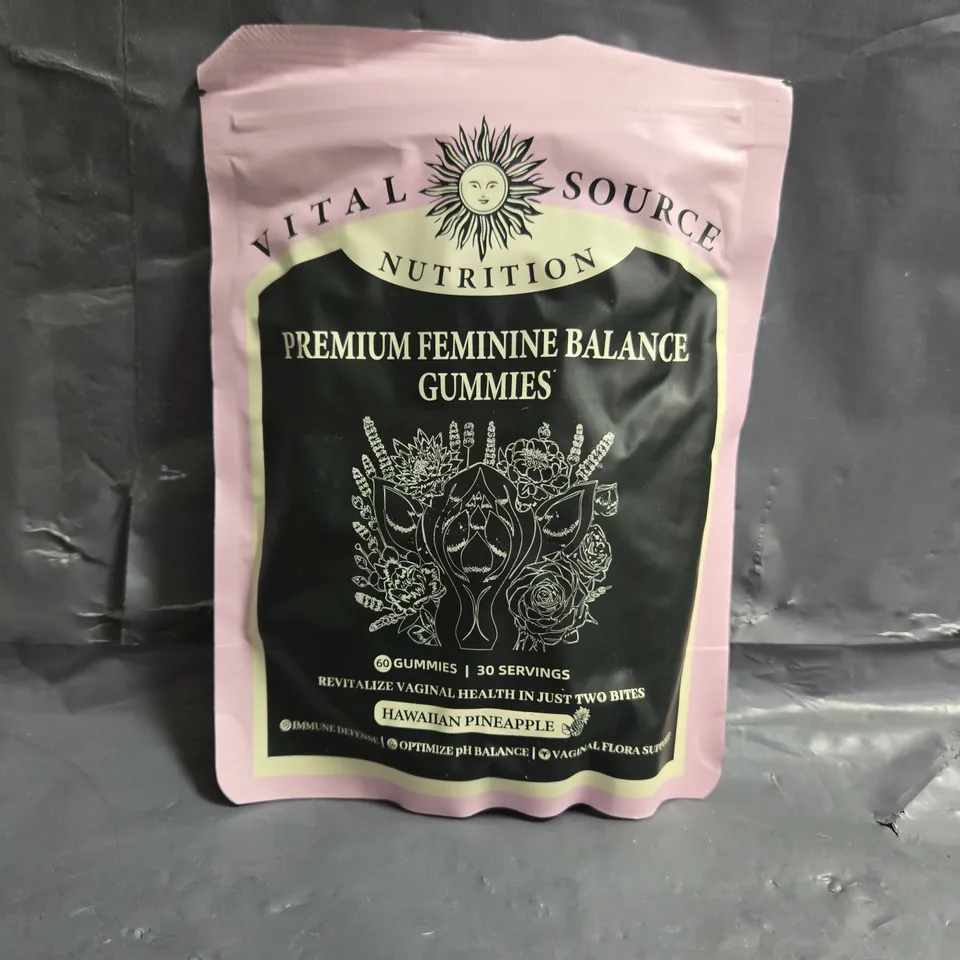 VITAL SOURCE
NUTRITION
PREMIUM FEMININE BALANCE
GUMMIES*
60 GUMMIES | 30 SERVINGS
REVITALIZE VAGINAL HEALTH IN JUST TWO BITES
HAWAIIAN PINEAPPLE
IMMUNE DEFENSE | OPTIMIZE pH BALANCE | VAGINAL FLORA